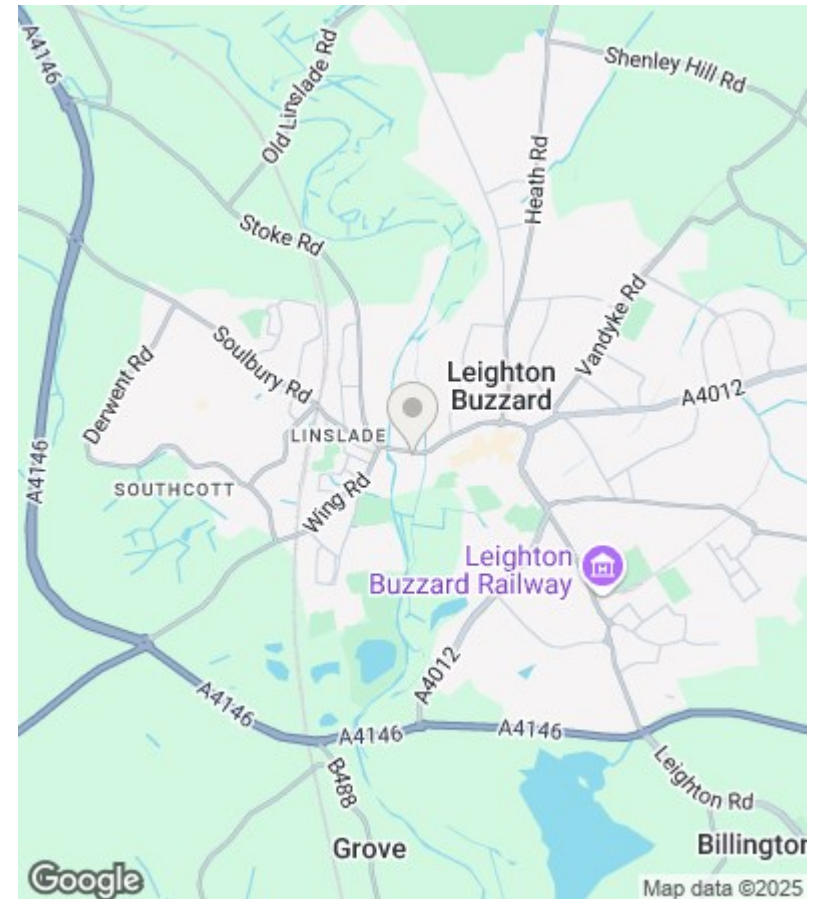 A4146
Old Linslade Rd
Shenley Hill Rd
Heath Rd
Stoke Rd
Vandyke Rd
Soulbury Rd
Derwent Rd
Leighton
Buzzard
A4012
LINSLADE
A4146
SOUTHCOTT
Wing Rd
Leighton
Buzzard Railway
A4012
A4146
A4146
A4146
B488
Leighton Rd
Grove
Billington
Google
Map data ©2025